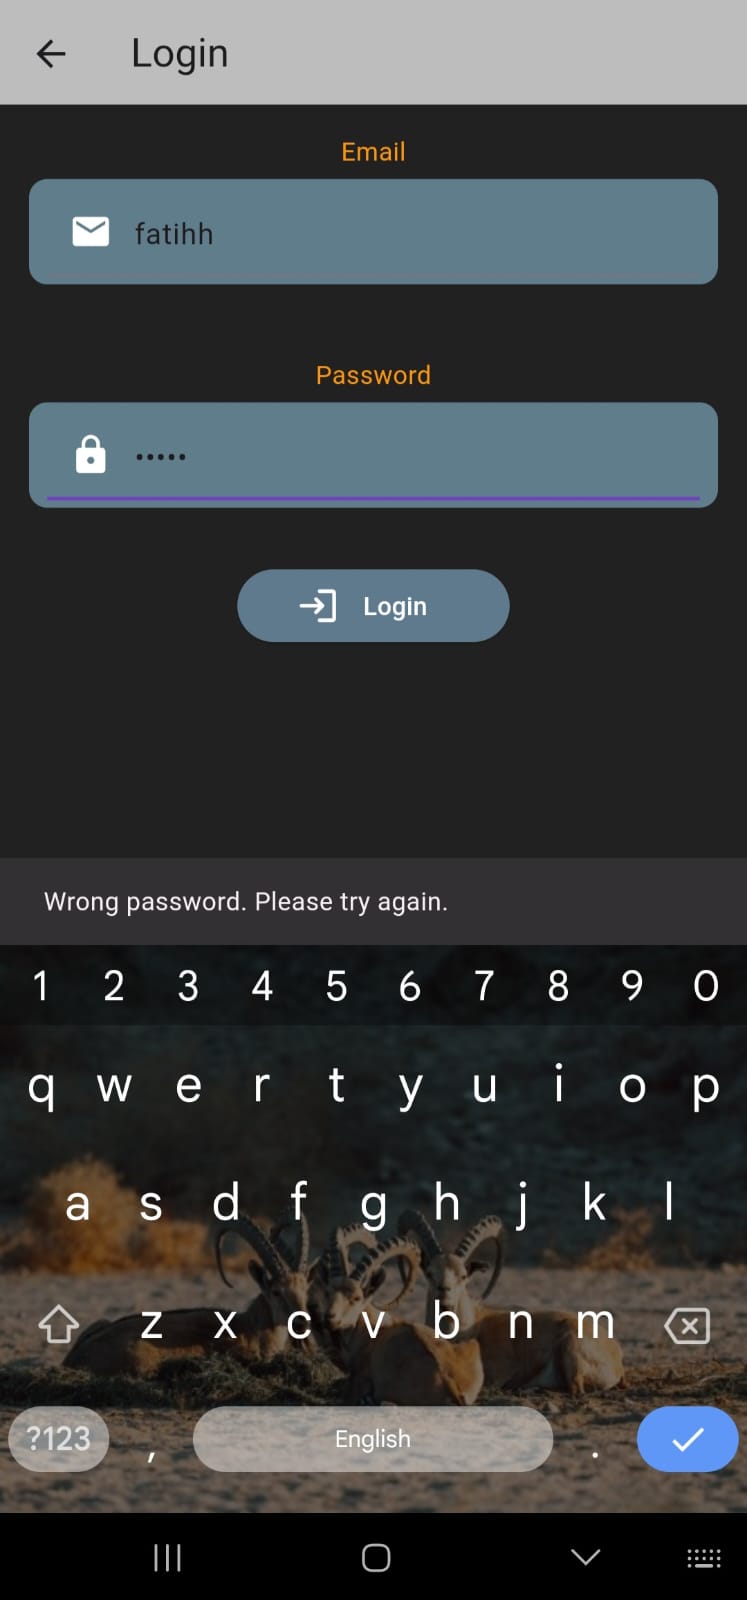 Login
Email
fatihh
Password
•••••
Login
Wrong password. Please try again.
1 2 3 4 5 6 7 8 9 0
q w e r t y u i o p
a s d f g h j k l
z x c v b n m
?123 , English .